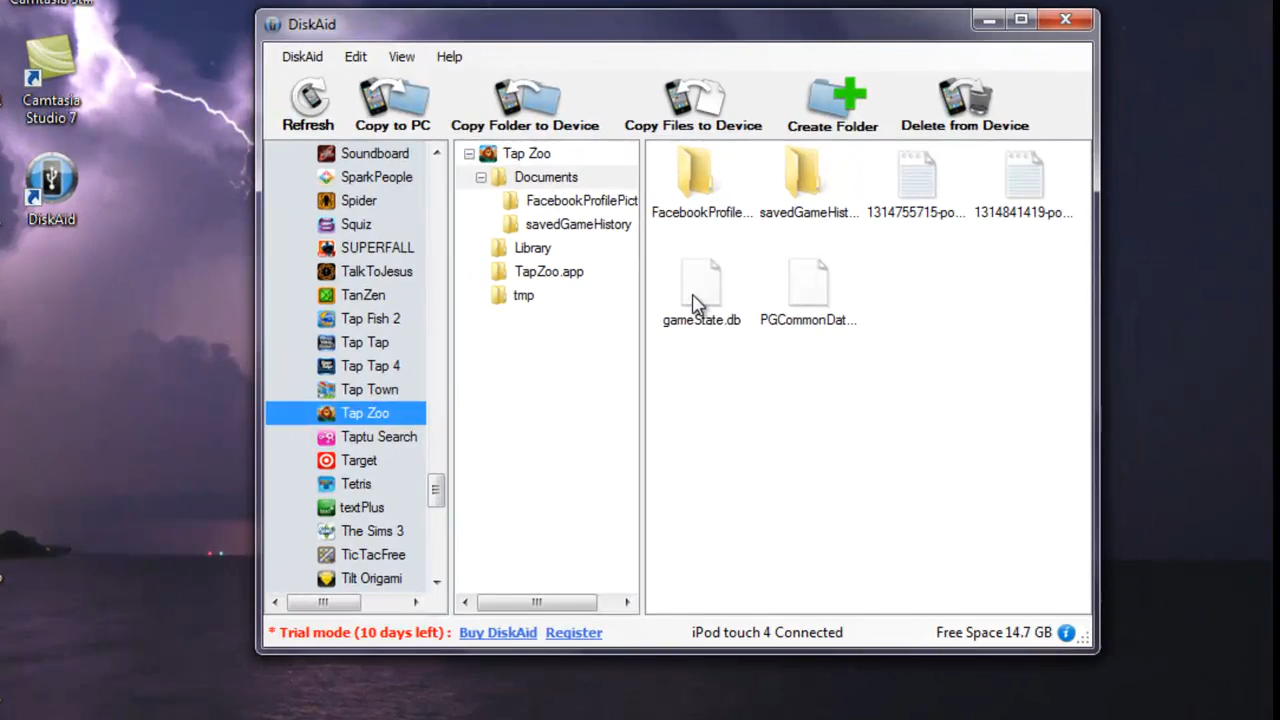 Camtasia St...
Camtasia
Studio 7
DiskAid
DiskAid
DiskAid Edit View Help
Refresh Copy to PC Copy Folder to Device Copy Files to Device Create Folder Delete from Device
Soundboard
SparkPeople
Spider
Squiz
SUPERFALL
TalkToJesus
TanZen
Tap Fish 2
Tap Tap
Tap Tap 4
Tap Town
Tap Zoo
Taptu Search
Target
Tetris
textPlus
The Sims 3
TicTacFree
Tilt Origami
Tap Zoo
Documents
FacebookProfilePict
savedGameHistory
Library
TapZoo.app
tmp
FacebookProfile... savedGameHist... 1314755715-po... 1314841419-po...
gameState.db PGCommonDat...
* Trial mode (10 days left) : Buy DiskAid Register iPod touch 4 Connected Free Space 14.7 GB